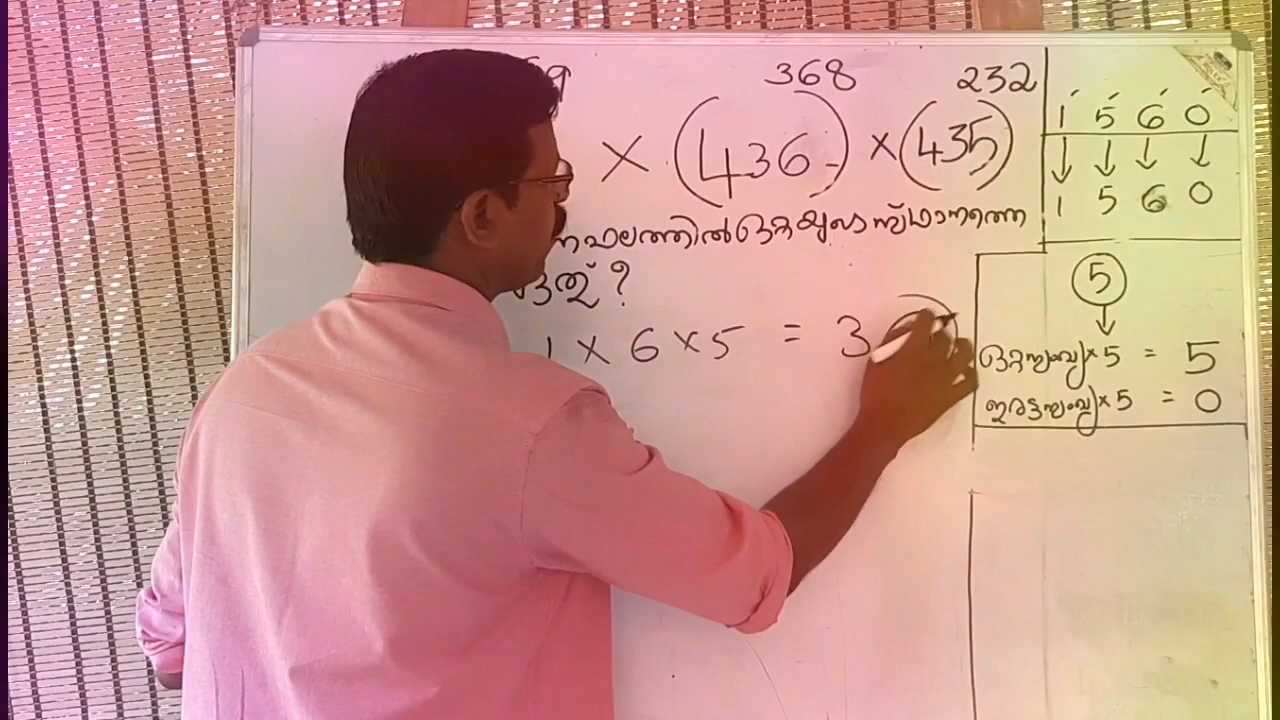 368 232
× (436) × (435)
ഒറ്റയുടെ സ്ഥാനത്തെ
?
1 × 6 × 5 = 3
1 5 6 0
↓ ↓ ↓ ↓
1 5 6 0
5
↓
ഒറ്റസംഖ്യ × 5 = 5
ഇരട്ടസംഖ്യ × 5 = 0